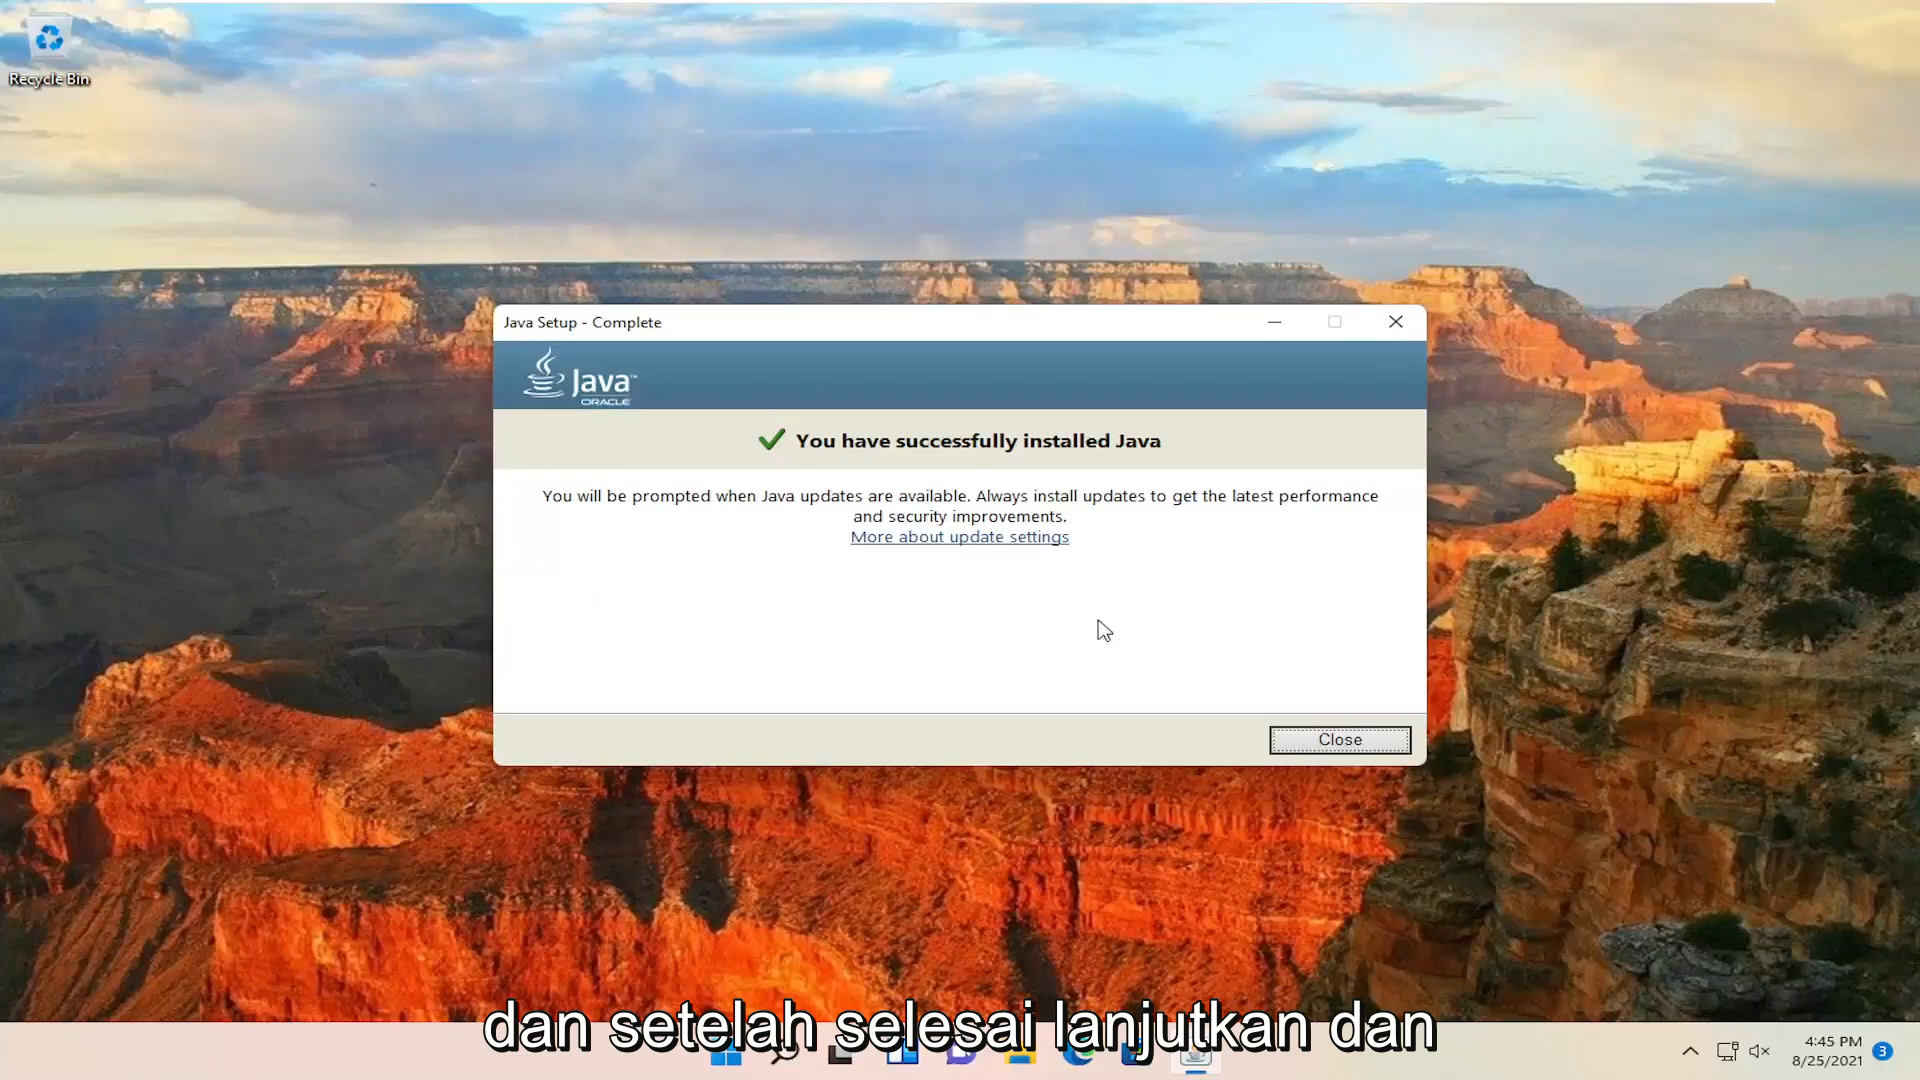 Recycle Bin
Java Setup - Complete
Java™
ORACLE
You have successfully installed Java
You will be prompted when Java updates are available. Always install updates to get the latest performance
and security improvements.
More about update settings
Close
dan setelah selesai lanjutkan dan
4:45 PM
8/25/2021
3